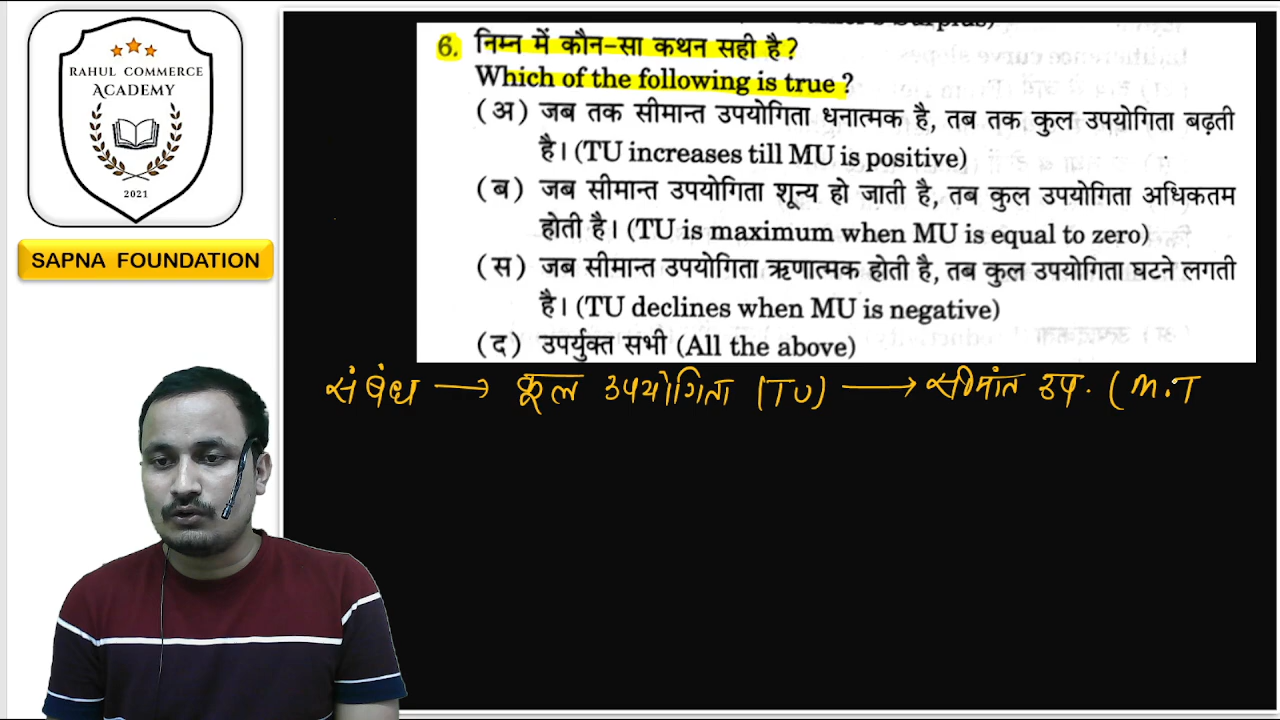 RAHUL COMMERCE
ACADEMY
2021
SAPNA FOUNDATION
6. निम्न में कौन-सा कथन सही है?
Which of the following is true ?
(अ) जब तक सीमान्त उपयोगिता धनात्मक है, तब तक कुल उपयोगिता बढ़ती
है। (TU increases till MU is positive)
(ब) जब सीमान्त उपयोगिता शून्य हो जाती है, तब कुल उपयोगिता अधिकतम
होती है। (TU is maximum when MU is equal to zero)
(स) जब सीमान्त उपयोगिता ऋणात्मक होती है, तब कुल उपयोगिता घटने लगती
है। (TU declines when MU is negative)
(द) उपर्युक्त सभी (All the above)
संबंध → कूल उपयोगिता (TU) → सीमांत उप. (M.T